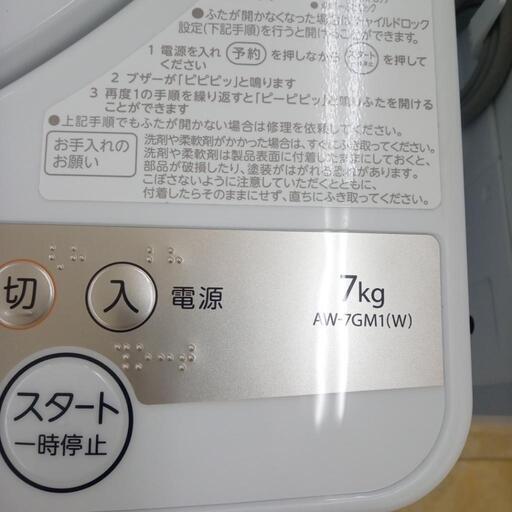 ●ふたが開かなくなった場合は、チャイルドロック
設定(下記手順)を行うと開けることができます。
1 電源を入れ 予約 を押しながら スタート を押して
ください
2 ブザーが「ピピピッ」と鳴ります
3 再度1の手順を繰り返すと「ピーピピッ」と鳴りふたを開ける
ことができます
●上記手順でもふたが開かない場合は修理を依頼してください。
お手入れの
お願い
洗剤や柔軟剤がかかった場合は、すぐにふき取ってください。
洗剤や柔軟剤は製品表面に付着したままにしておくと、
部品が破損したり、塗装がはがれる恐れがあります。
こぼさないように注意していただくとともに、
付着したらそのままにせず、直ちにふき取ってください。
切 入 電源
7kg
AW-7GM1(W)
スタート
一時停止